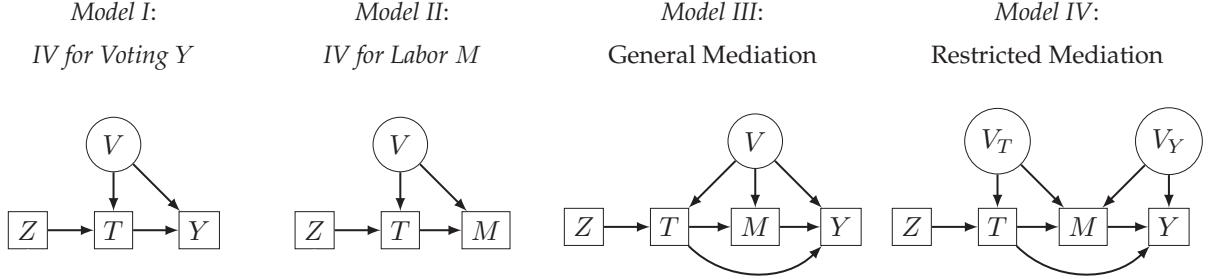 Model I:
IV for Voting Y
V
Z T Y
Model II:
IV for Labor M
V
Z T M
Model III:
General Mediation
V
Z T M Y
Model IV:
Restricted Mediation
V_T V_Y
Z T M Y